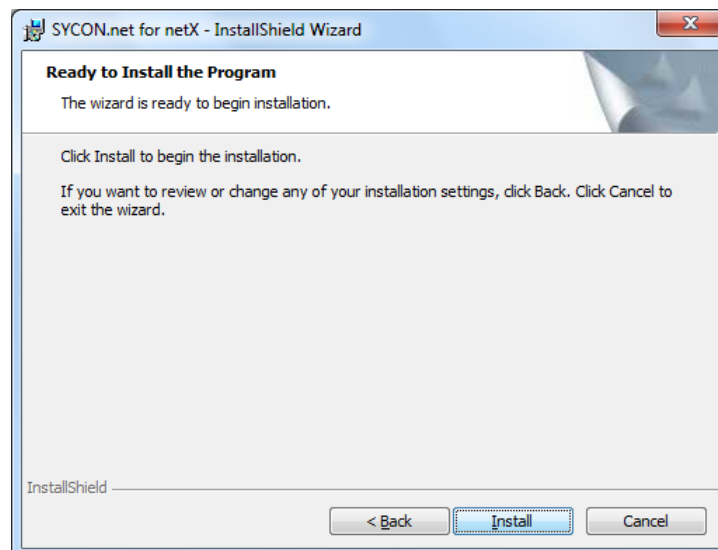 SYCON.net for netX - InstallShield Wizard
Ready to Install the Program
The wizard is ready to begin installation.
Click Install to begin the installation.
If you want to review or change any of your installation settings, click Back. Click Cancel to
exit the wizard.
InstallShield
< Back
Install
Cancel